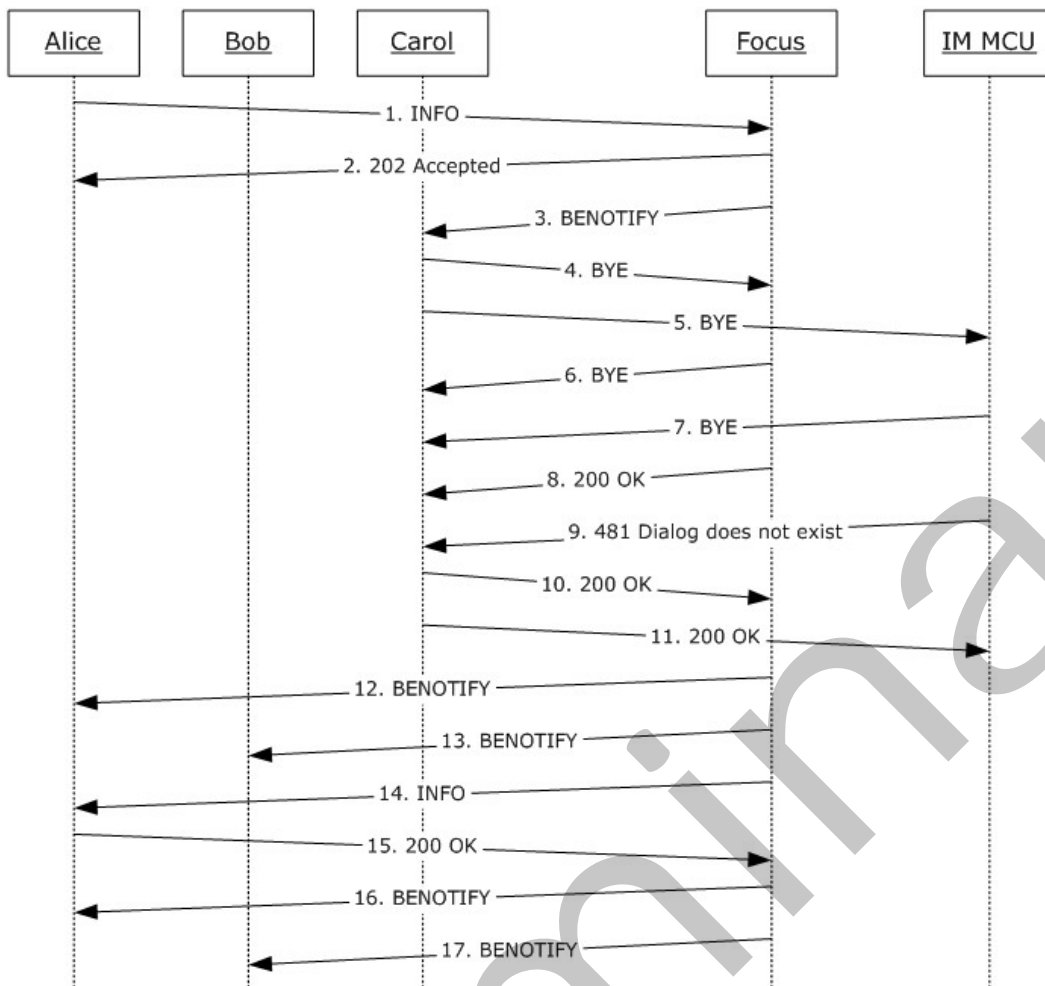 Alice
Bob
Carol
Focus
IM MCU
1. INFO
2. 202 Accepted
3. BENOTIFY
4. BYE
5. BYE
6. BYE
7. BYE
8. 200 OK
9. 481 Dialog does not exist
10. 200 OK
11. 200 OK
12. BENOTIFY
13. BENOTIFY
14. INFO
15. 200 OK
16. BENOTIFY
17. BENOTIFY